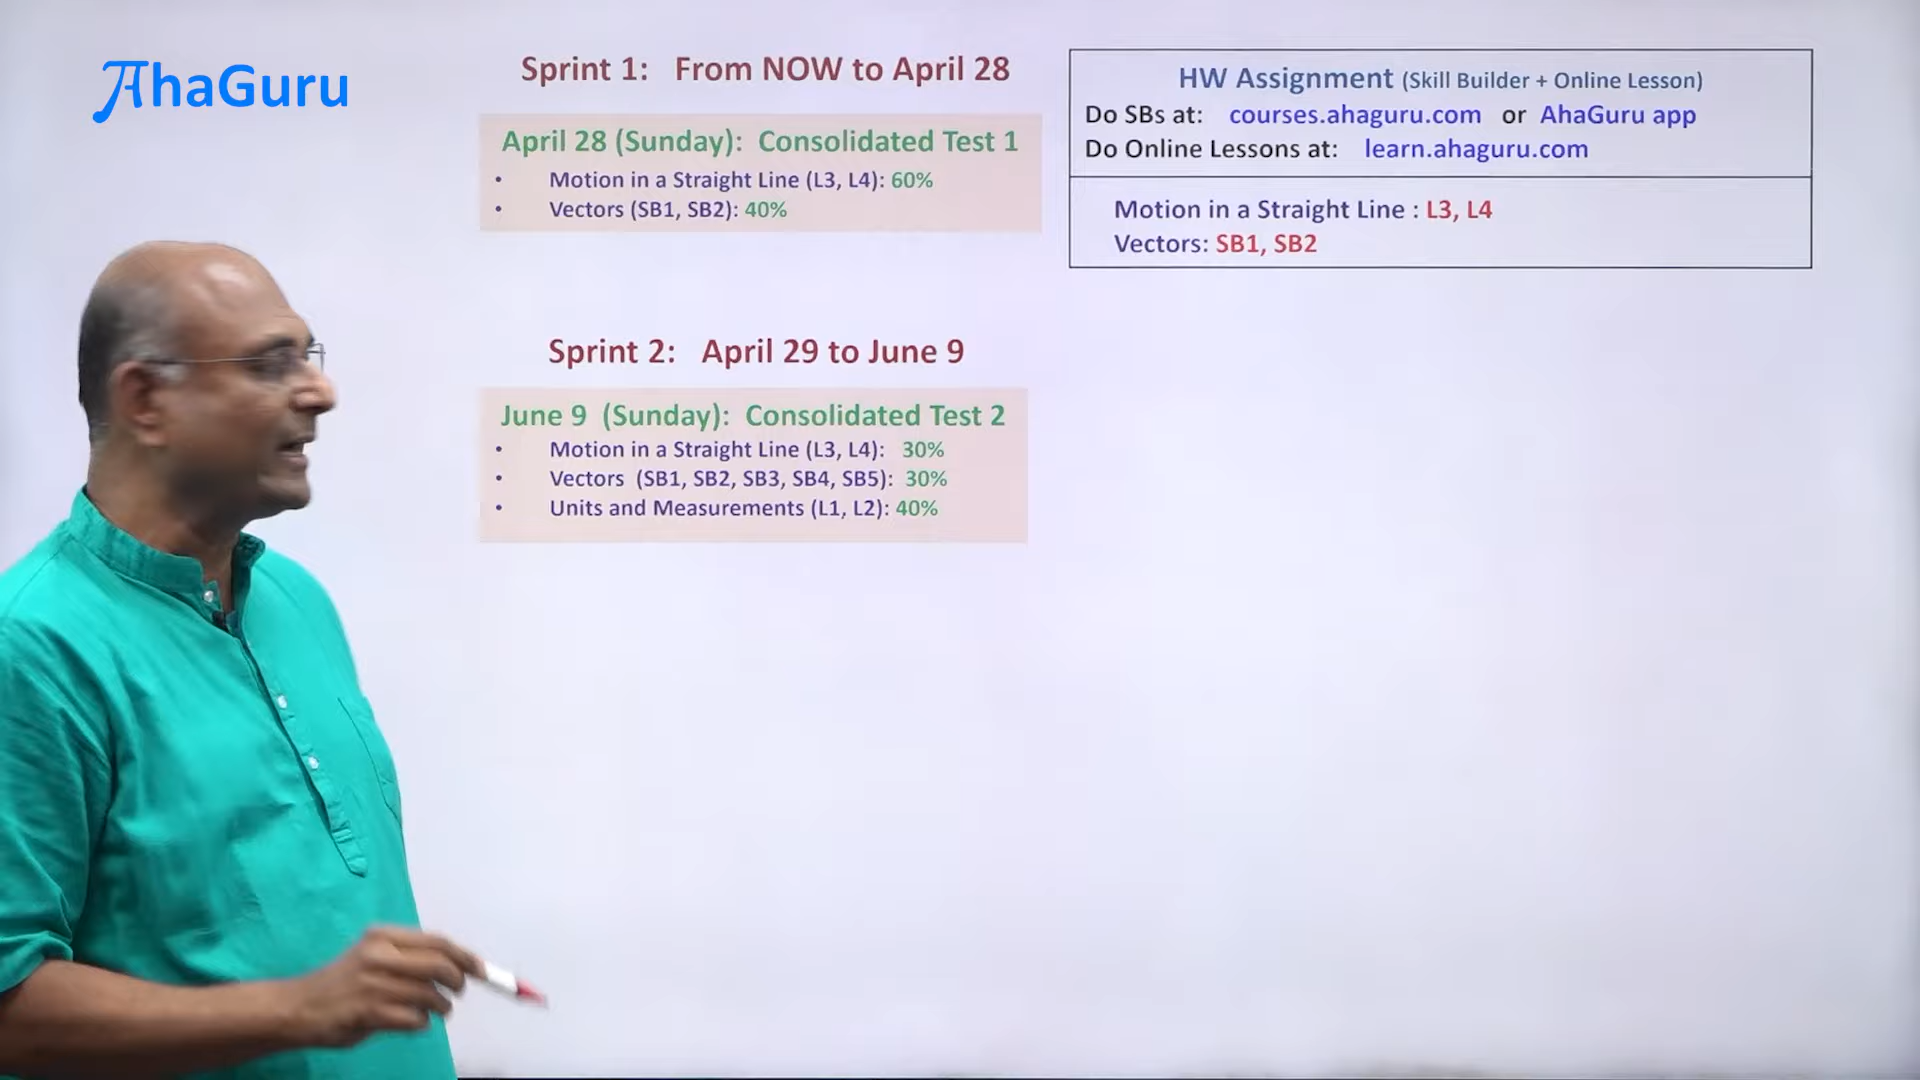 AhaGuru
Sprint 1: From NOW to April 28
April 28 (Sunday): Consolidated Test 1
• Motion in a Straight Line (L3, L4): 60%
• Vectors (SB1, SB2): 40%
Sprint 2: April 29 to June 9
June 9 (Sunday): Consolidated Test 2
• Motion in a Straight Line (L3, L4): 30%
• Vectors (SB1, SB2, SB3, SB4, SB5): 30%
• Units and Measurements (L1, L2): 40%
HW Assignment (Skill Builder + Online Lesson)
Do SBs at: courses.ahaguru.com or AhaGuru app
Do Online Lessons at: learn.ahaguru.com
Motion in a Straight Line : L3, L4
Vectors: SB1, SB2